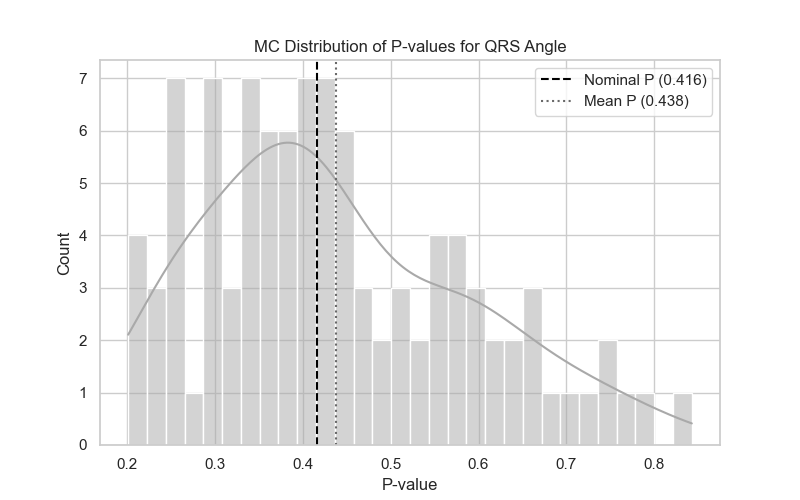 MC Distribution of P-values for QRS Angle
Nominal P (0.416)
Mean P (0.438)
Count
7
6
5
4
3
2
1
0
0.2 0.3 0.4 0.5 0.6 0.7 0.8
P-value